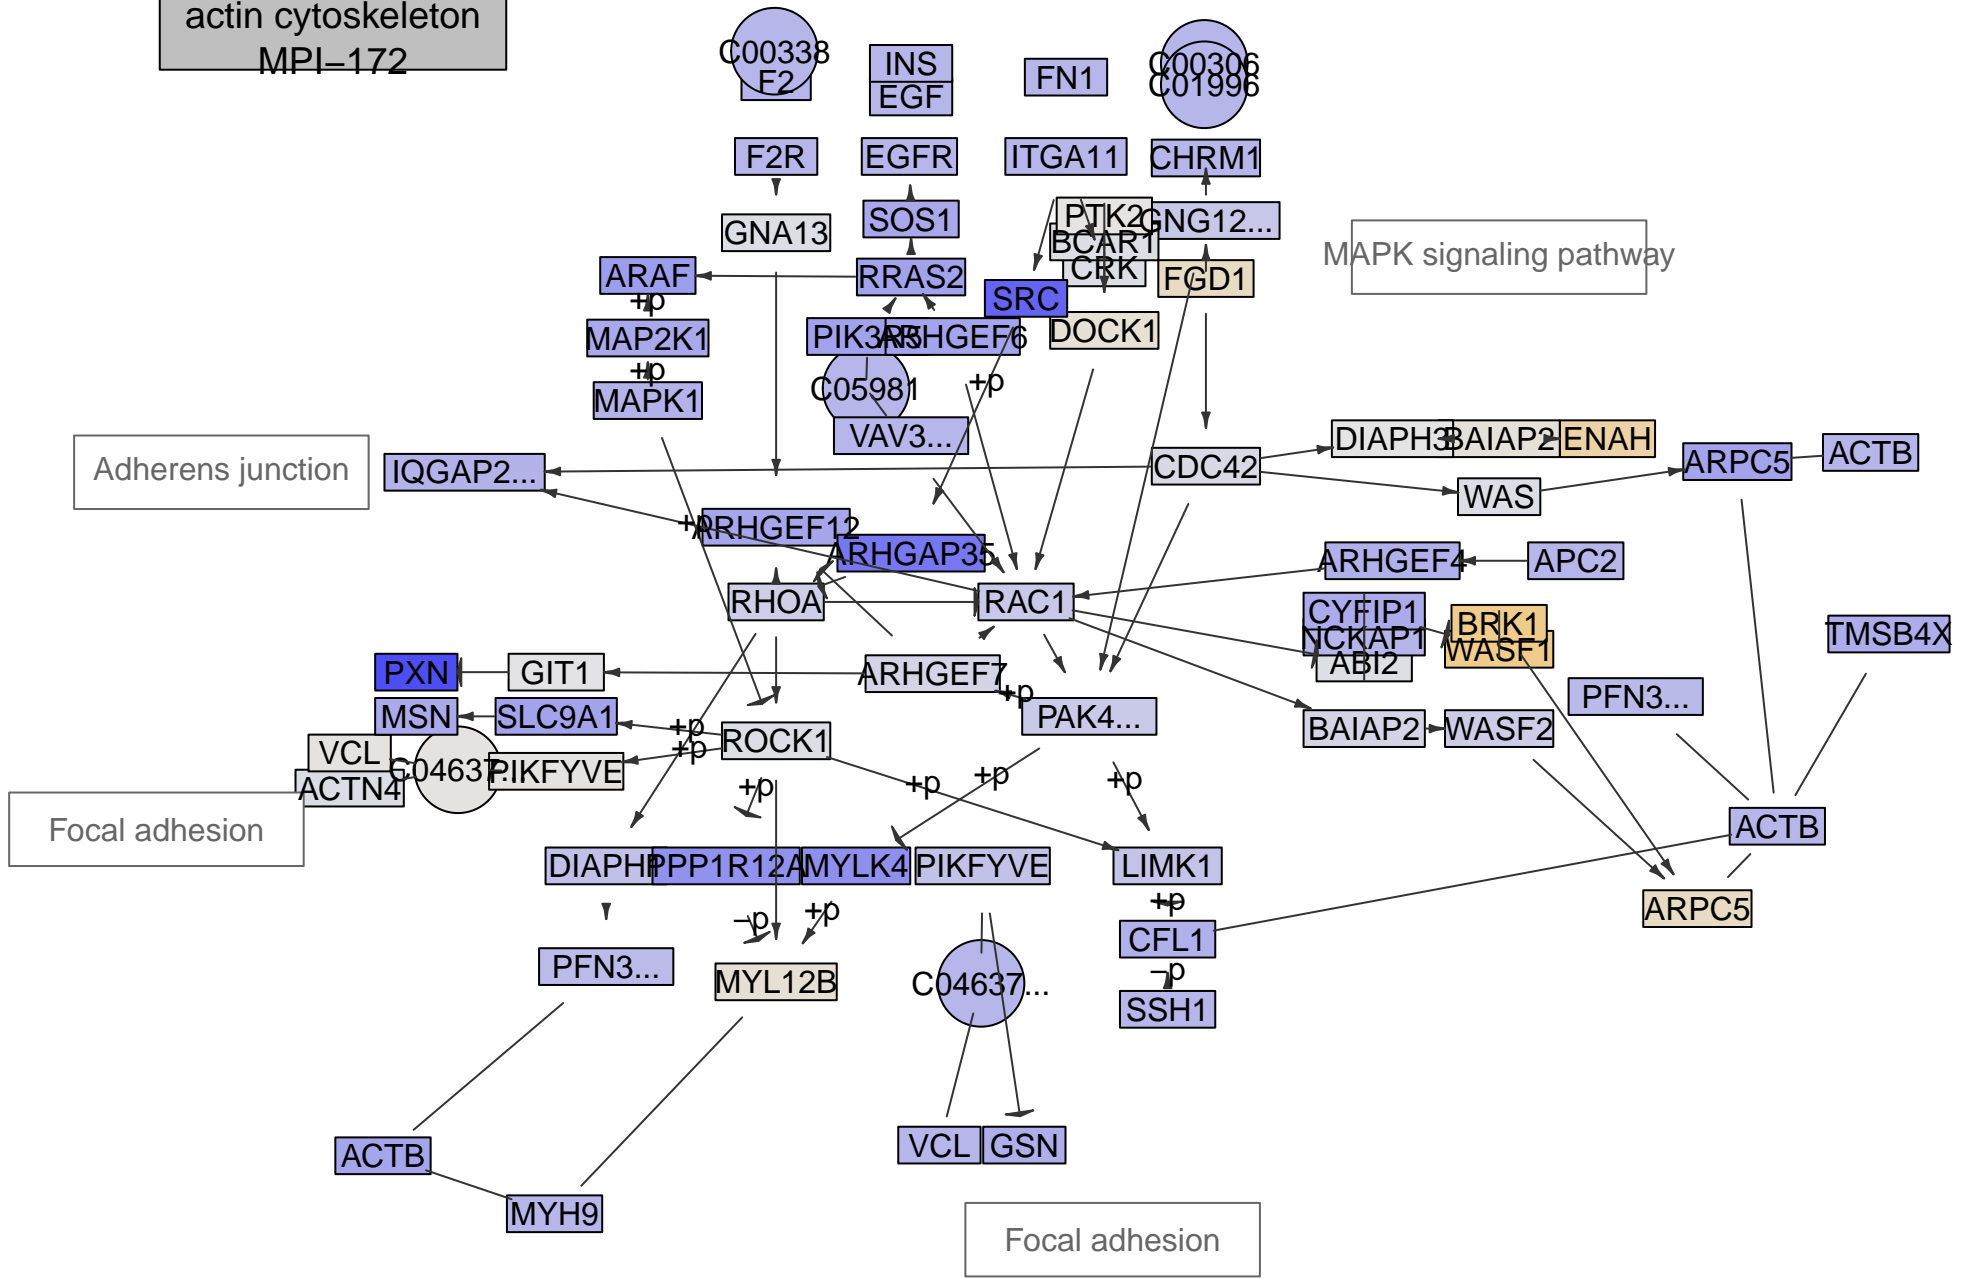 actin cytoskeleton
MPI−172
C00338
F2
INS
EGF
FN1
C00306
C01996
F2R
EGFR
ITGA11
CHRM1
GNA13
SOS1
PTK2
GNG12...
BCAR1
CRK
MAPK signaling pathway
ARAF
RRAS2
SRC
FGD1
+p
MAP2K1
ARHGEF6
DOCK1
+p
MAPK1
C05981
+p
VAV3...
Adherens junction
IQGAP2...
CDC42
DIAPH3
BAIAP2
ENAH
ARPC5
ACTB
WAS
+p
ARHGEF12
ARHGAP35
ARHGEF4
APC2
RHOA
RAC1
CYFIP1
NCKAP1
ABI2
BRK1
WASF1
TMSB4X
PXN
GIT1
ARHGEF7
+p
PFN3...
MSN
SLC9A1
+p
ROCK1
PAK4...
BAIAP2
WASF2
VCL
ACTN4
C04637...
PIKFYVE
+p
+p
+p
+p
+p
Focal adhesion
ACTB
PPP1R12A
MYLK4
PIKFYVE
LIMK1
−p
+p
+p
ARPC5
CFL1
PFN3...
MYL12B
C04637...
−p
SSH1
ACTB
VCL
GSN
MYH9
Focal adhesion